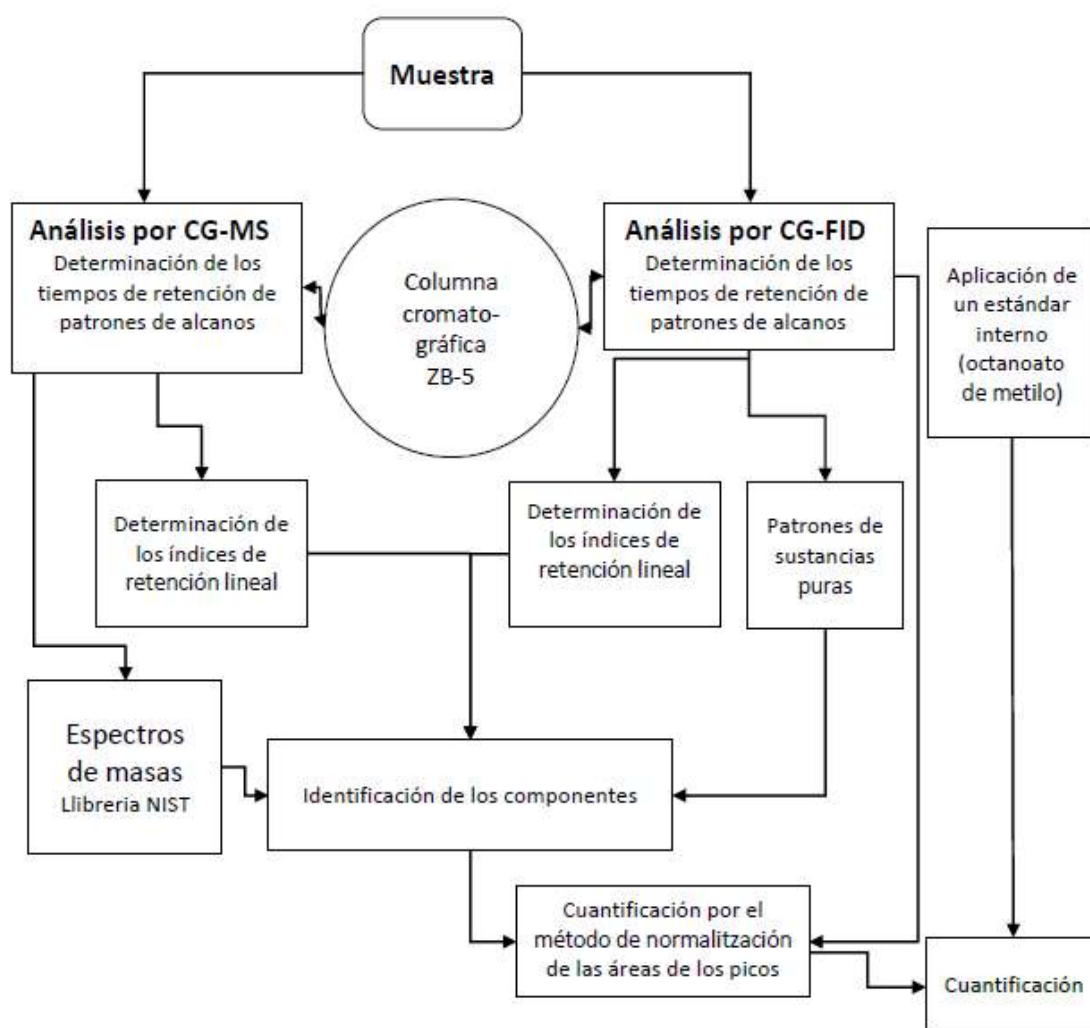 Muestra
Análisis por CG-MS
Determinación de los
tiempos de retención de
patrones de alcanos
Columna
cromato-
gráfica
ZB-5
Análisis por CG-FID
Determinación de los
tiempos de retención de
patrones de alcanos
Aplicación de
un estándar
interno
(octanoato
de metilo)
Determinación de
los índices de
retención lineal
Determinación de
los índices de
retención lineal
Patrones de
sustancias
puras
Espectros
de masas
Llibreria NIST
Identificación de los componentes
Cuantificación por el
método de normalitzación
de las áreas de los picos
Cuantificación